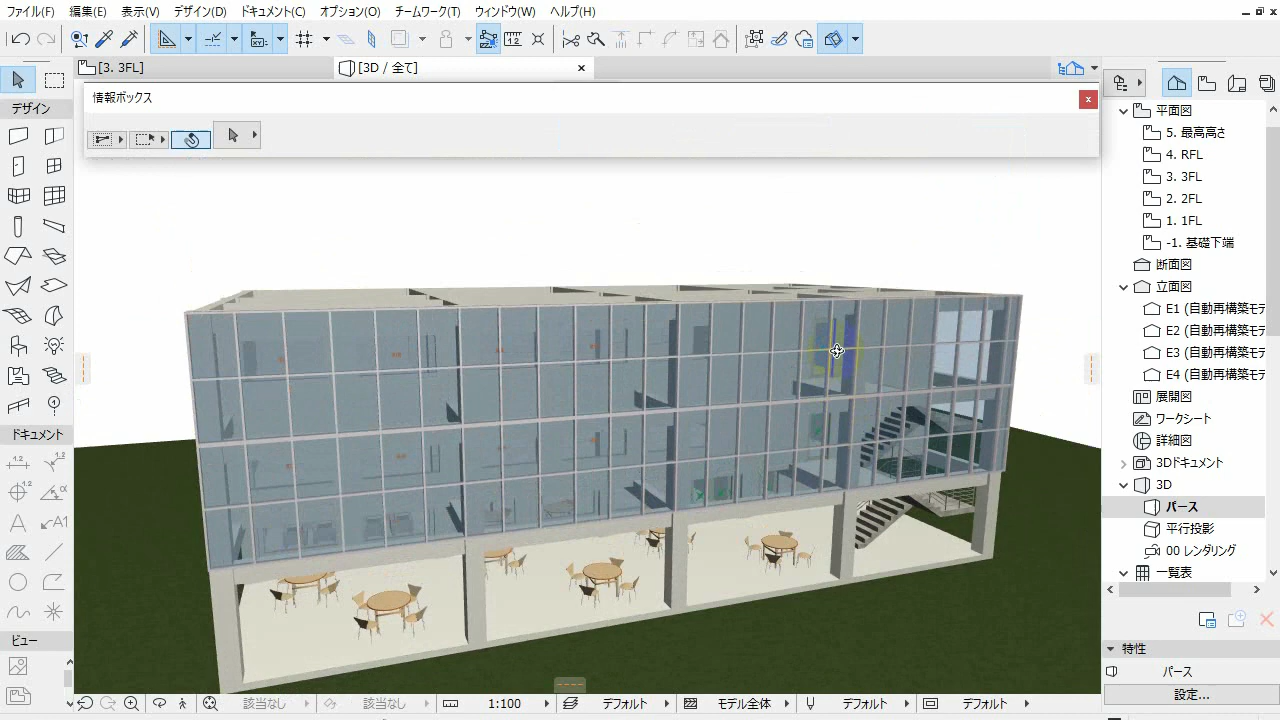 ファイル(F) 編集(E) 表示(V) デザイン(D) ドキュメント(C) オプション(O) チームワーク(T) ウィンドウ(W) ヘルプ(H)
[3. 3FL]
[3D / 全て]
情報ボックス
デザイン
ドキュメント
ビュー
平面図
5. 最高高さ
4. RFL
3. 3FL
2. 2FL
1. 1FL
-1. 基礎下端
断面図
立面図
E1 (自動再構築モデ
E2 (自動再構築モデ
E3 (自動再構築モデ
E4 (自動再構築モデ
展開図
ワークシート
詳細図
3Dドキュメント
3D
パース
平行投影
00 レンダリング
一覧表
特性
パース
設定...
該当なし 該当なし 1:100 デフォルト モデル全体 デフォルト デフォルト